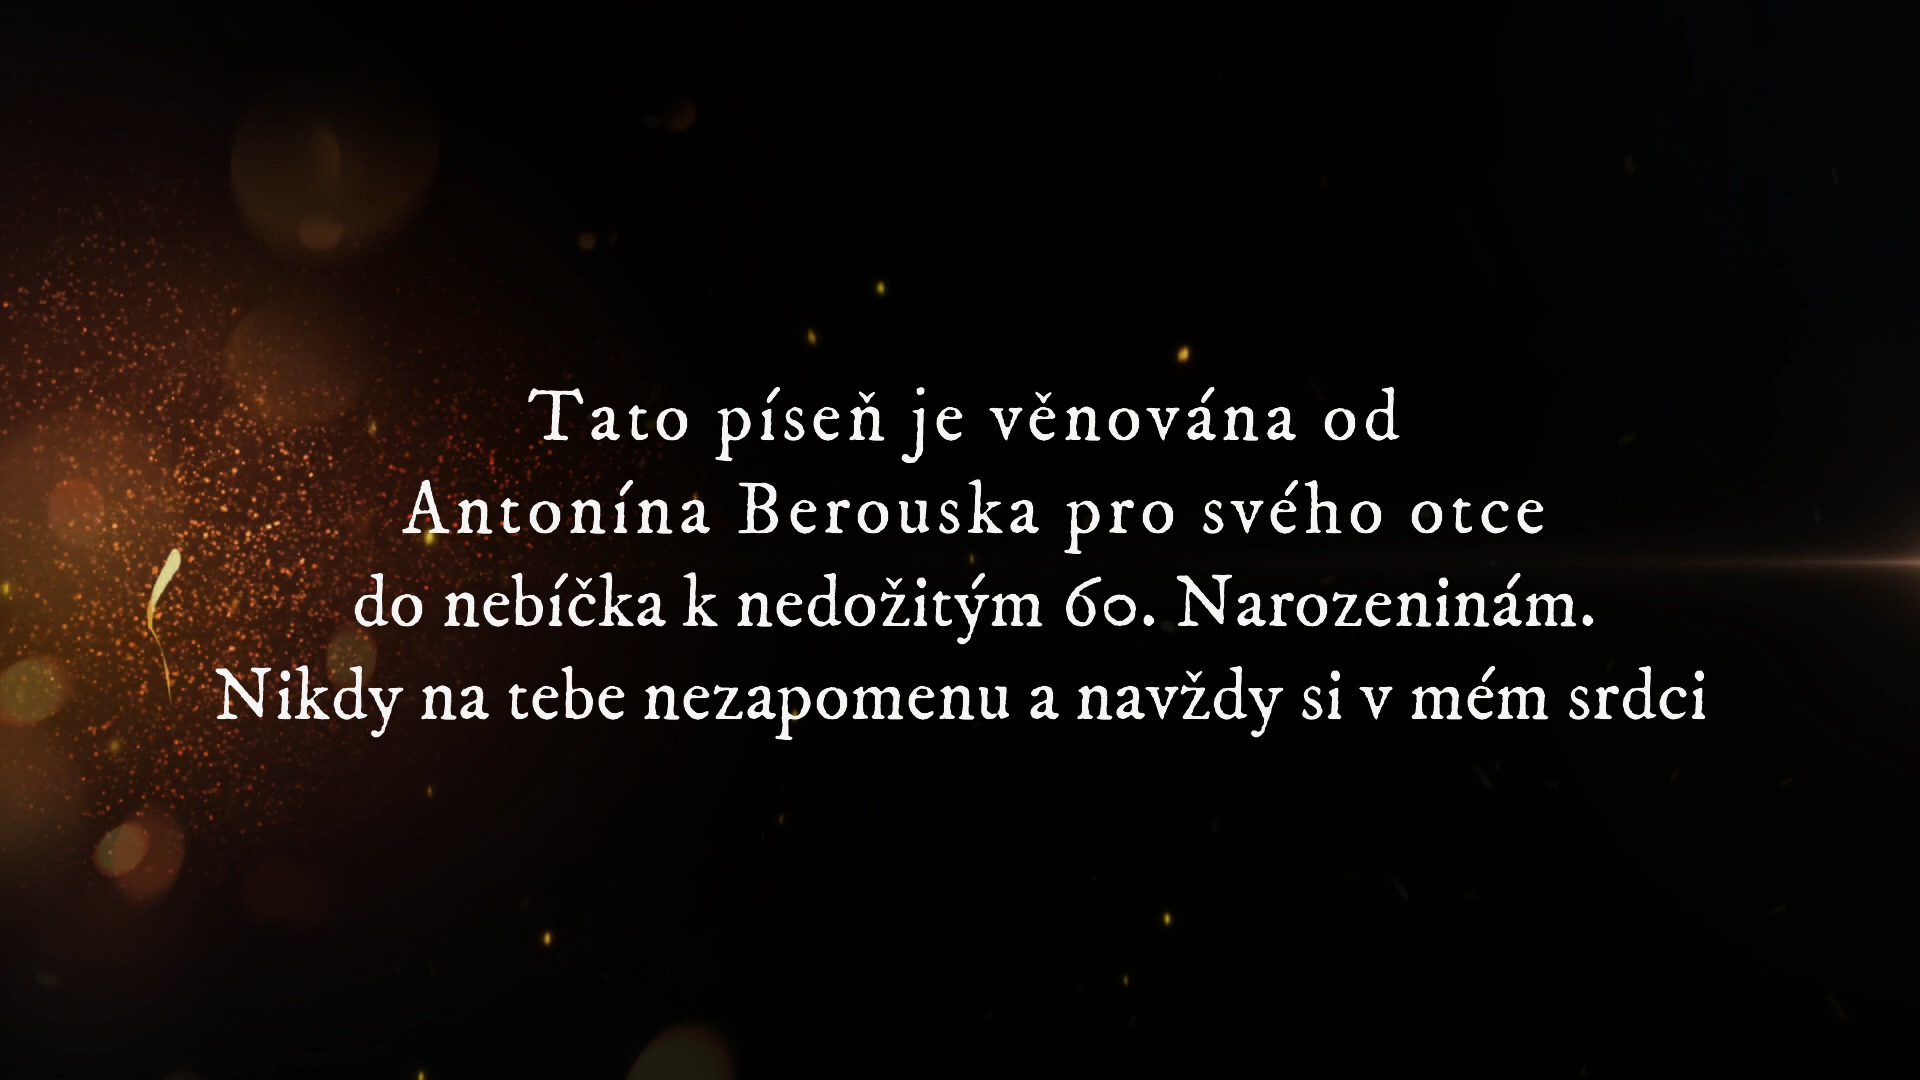 Tato píseň je věnována od
Antonína Berouska pro svého otce
do nebíčka k nedožitým 60. Narozeninám.
Nikdy na tebe nezapomenu a navždy si v mém srdci